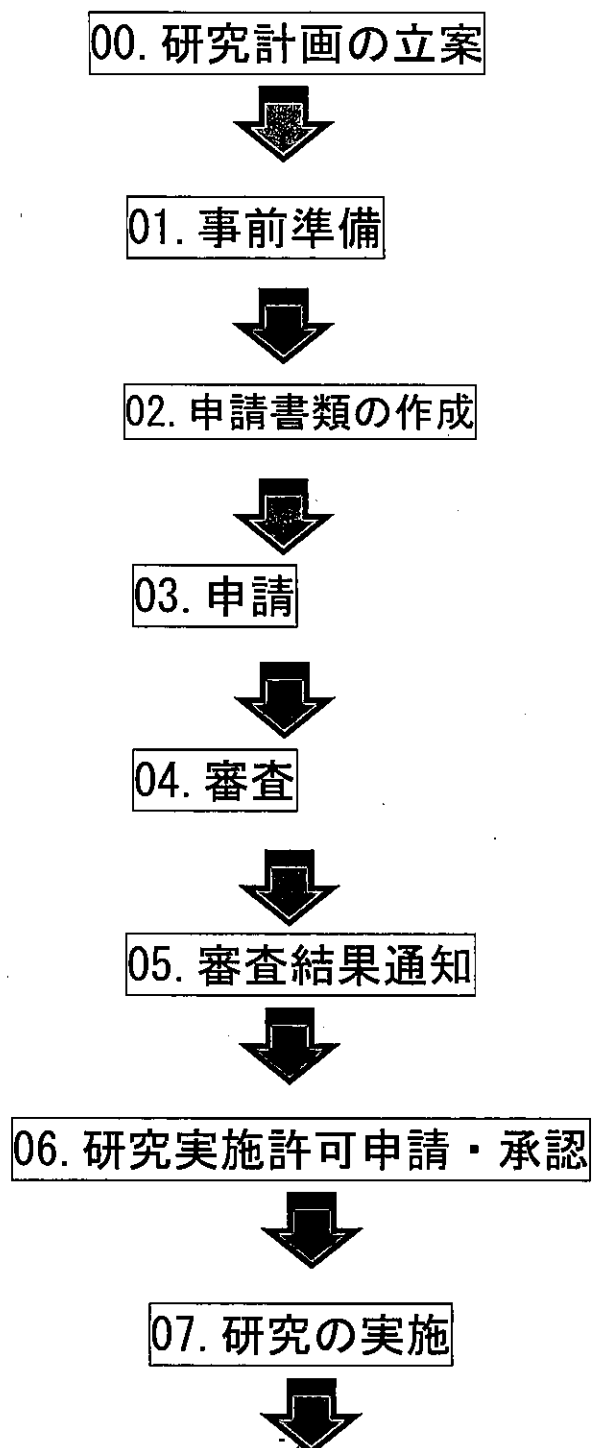 00. 研究計画の立案
01. 事前準備
02. 申請書類の作成
03. 申請
04. 審査
05. 審査結果通知
06. 研究実施許可申請・承認
07. 研究の実施